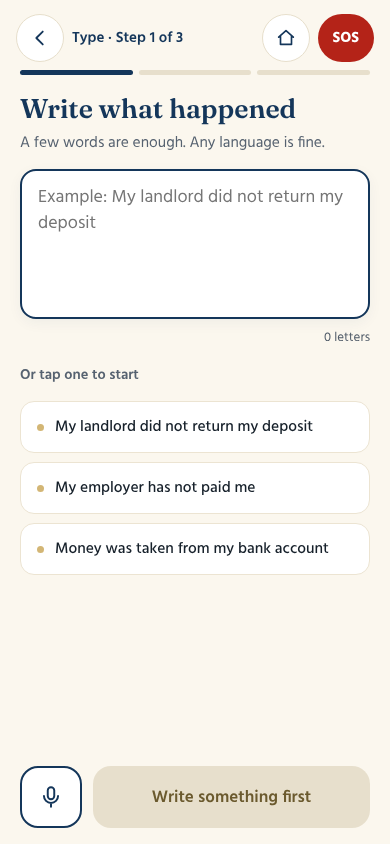 Type · Step 1 of 3
SOS
Write what happened
A few words are enough. Any language is fine.
Example: My landlord did not return my
deposit
0 letters
Or tap one to start
My landlord did not return my deposit
My employer has not paid me
Money was taken from my bank account
Write something first